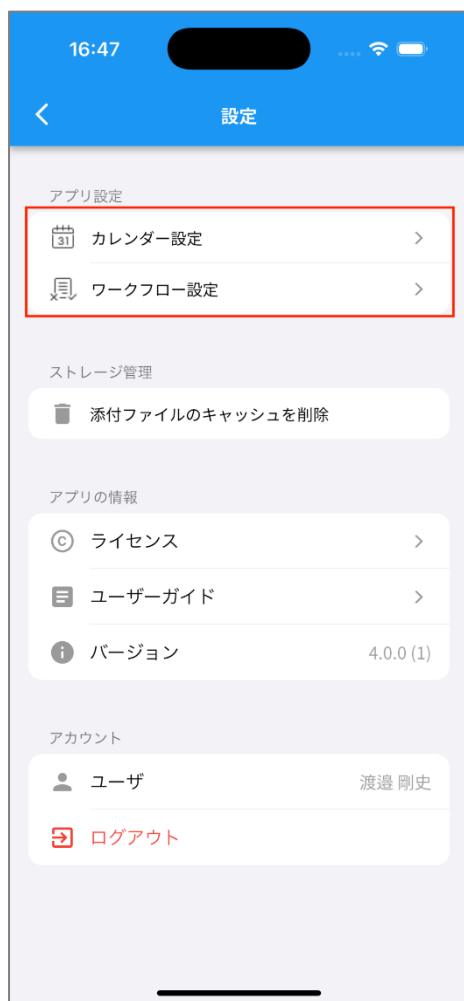 16:47
設定
アプリ設定
31 カレンダー設定
ワークフロー設定
ストレージ管理
添付ファイルのキャッシュを削除
アプリの情報
ライセンス
ユーザーガイド
バージョン 4.0.0 (1)
アカウント
ユーザ 渡邉 剛史
ログアウト